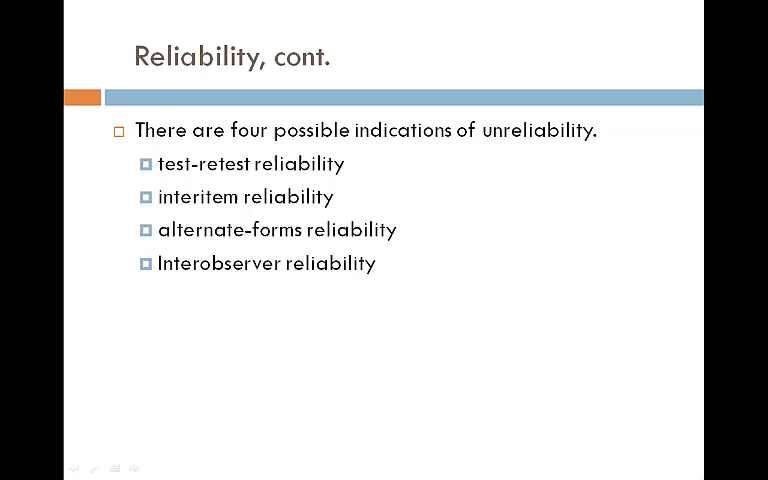 Reliability, cont.
There are four possible indications of unreliability.
test-retest reliability
interitem reliability
alternate-forms reliability
Interobserver reliability